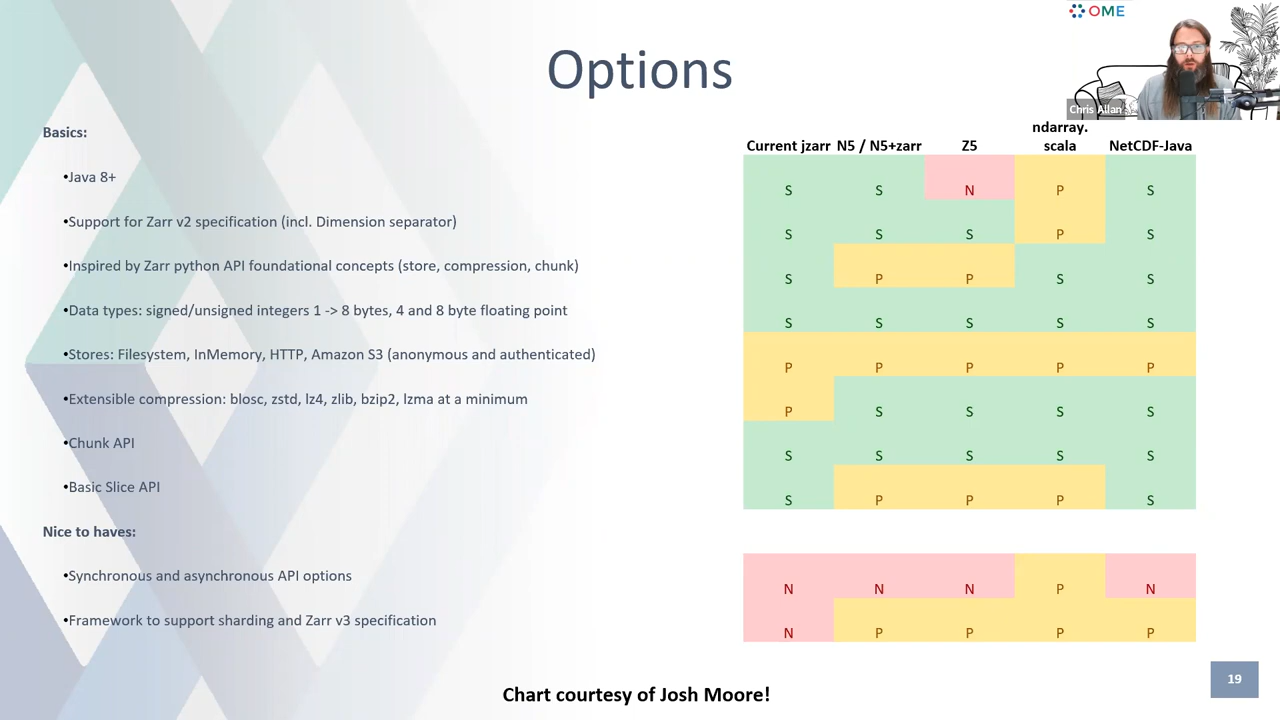 OME
Options
Chris Allan
Basics:
Current jzarr N5 / N5+zarr Z5 ndarray. scala NetCDF-Java
•Java 8+ S S N P S
•Support for Zarr v2 specification (incl. Dimension separator) S S S P S
•Inspired by Zarr python API foundational concepts (store, compression, chunk) S P P S S
•Data types: signed/unsigned integers 1 -> 8 bytes, 4 and 8 byte floating point S S S S S
•Stores: Filesystem, InMemory, HTTP, Amazon S3 (anonymous and authenticated) P P P P P
•Extensible compression: blosc, zstd, lz4, zlib, bzip2, lzma at a minimum P S S S S
•Chunk API S S S S S
•Basic Slice API S P P P S
Nice to haves:
•Synchronous and asynchronous API options N N N P N
•Framework to support sharding and Zarr v3 specification N P P P P
19
Chart courtesy of Josh Moore!